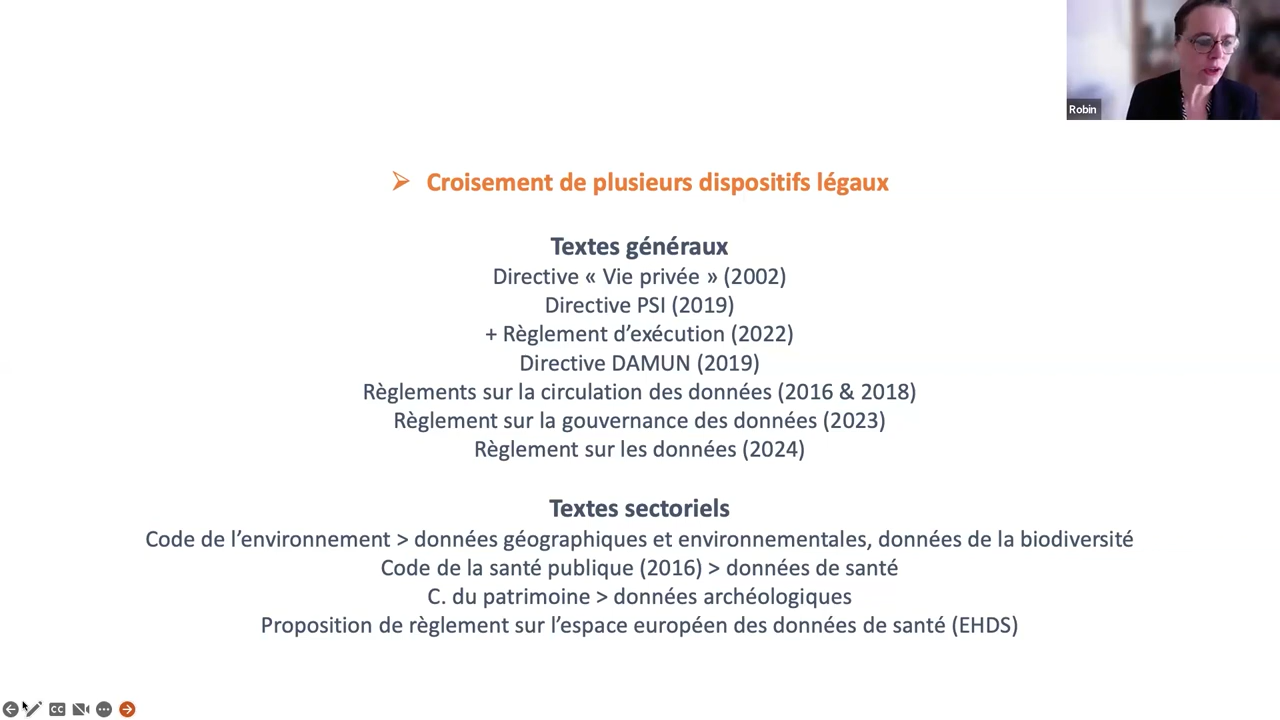 Robin
Croisement de plusieurs dispositifs légaux
Textes généraux
Directive « Vie privée » (2002)
Directive PSI (2019)
+ Règlement d’exécution (2022)
Directive DAMUN (2019)
Règlements sur la circulation des données (2016 & 2018)
Règlement sur la gouvernance des données (2023)
Règlement sur les données (2024)
Textes sectoriels
Code de l’environnement > données géographiques et environnementales, données de la biodiversité
Code de la santé publique (2016) > données de santé
C. du patrimoine > données archéologiques
Proposition de règlement sur l’espace européen des données de santé (EHDS)
CC